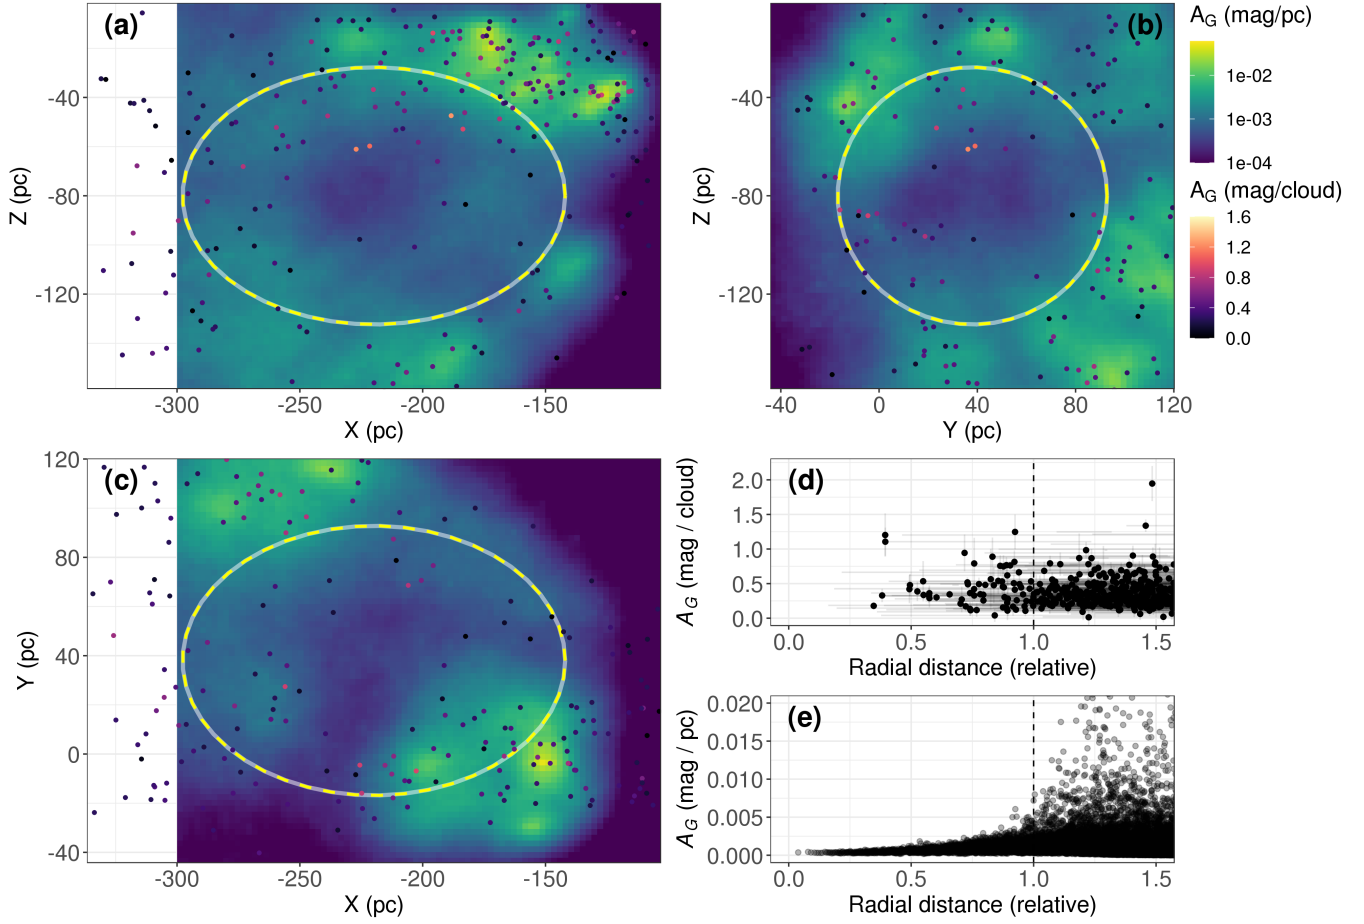 (a)
-40
-80
-120
Z (pc)
-300
-250
-200
-150
X (pc)
(b)
-40
-80
-120
Z (pc)
-40
0
40
80
120
Y (pc)
A_G (mag/pc)
1e-02
1e-03
1e-04
A_G (mag/cloud)
1.6
1.2
0.8
0.4
0.0
(c)
120
80
40
0
-40
Y (pc)
-300
-250
-200
-150
X (pc)
(d)
2.0
1.5
1.0
0.5
0.0
A_G (mag / cloud)
0.0
0.5
1.0
1.5
Radial distance (relative)
(e)
0.020
0.015
0.010
0.005
0.000
A_G (mag / pc)
0.0
0.5
1.0
1.5
Radial distance (relative)